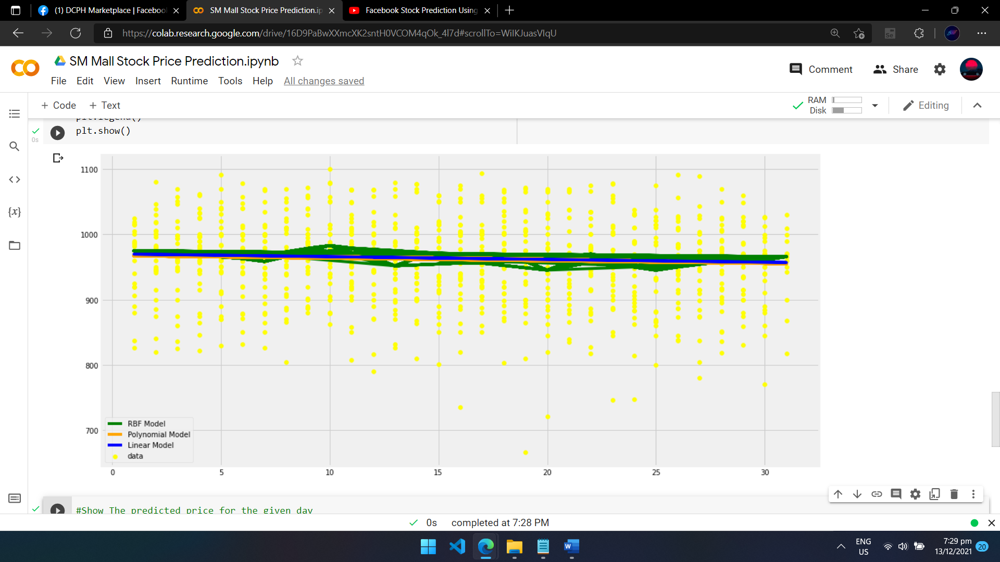 (1) DCPH Marketplace | Faceboo
SM Mall Stock Price Prediction.ip
Facebook Stock Prediction Using
https://colab.research.google.com/drive/16D9PaBwXXmcXK2sntH0VCOM4qOk_4l7d#scrollTo=WiIKJuasVIqU
SM Mall Stock Price Prediction.ipynb
Comment
Share
File Edit View Insert Runtime Tools Help All changes saved
+ Code + Text
RAM
Disk
Editing
plt.legend()
plt.show()
0s
{x}
1100
1000
900
800
700
RBF Model
Polynomial Model
Linear Model
data
0 5 10 15 20 25 30
#Show The predicted price for the given day
0s completed at 7:28 PM
ENG
US
7:29 pm
13/12/2021
20